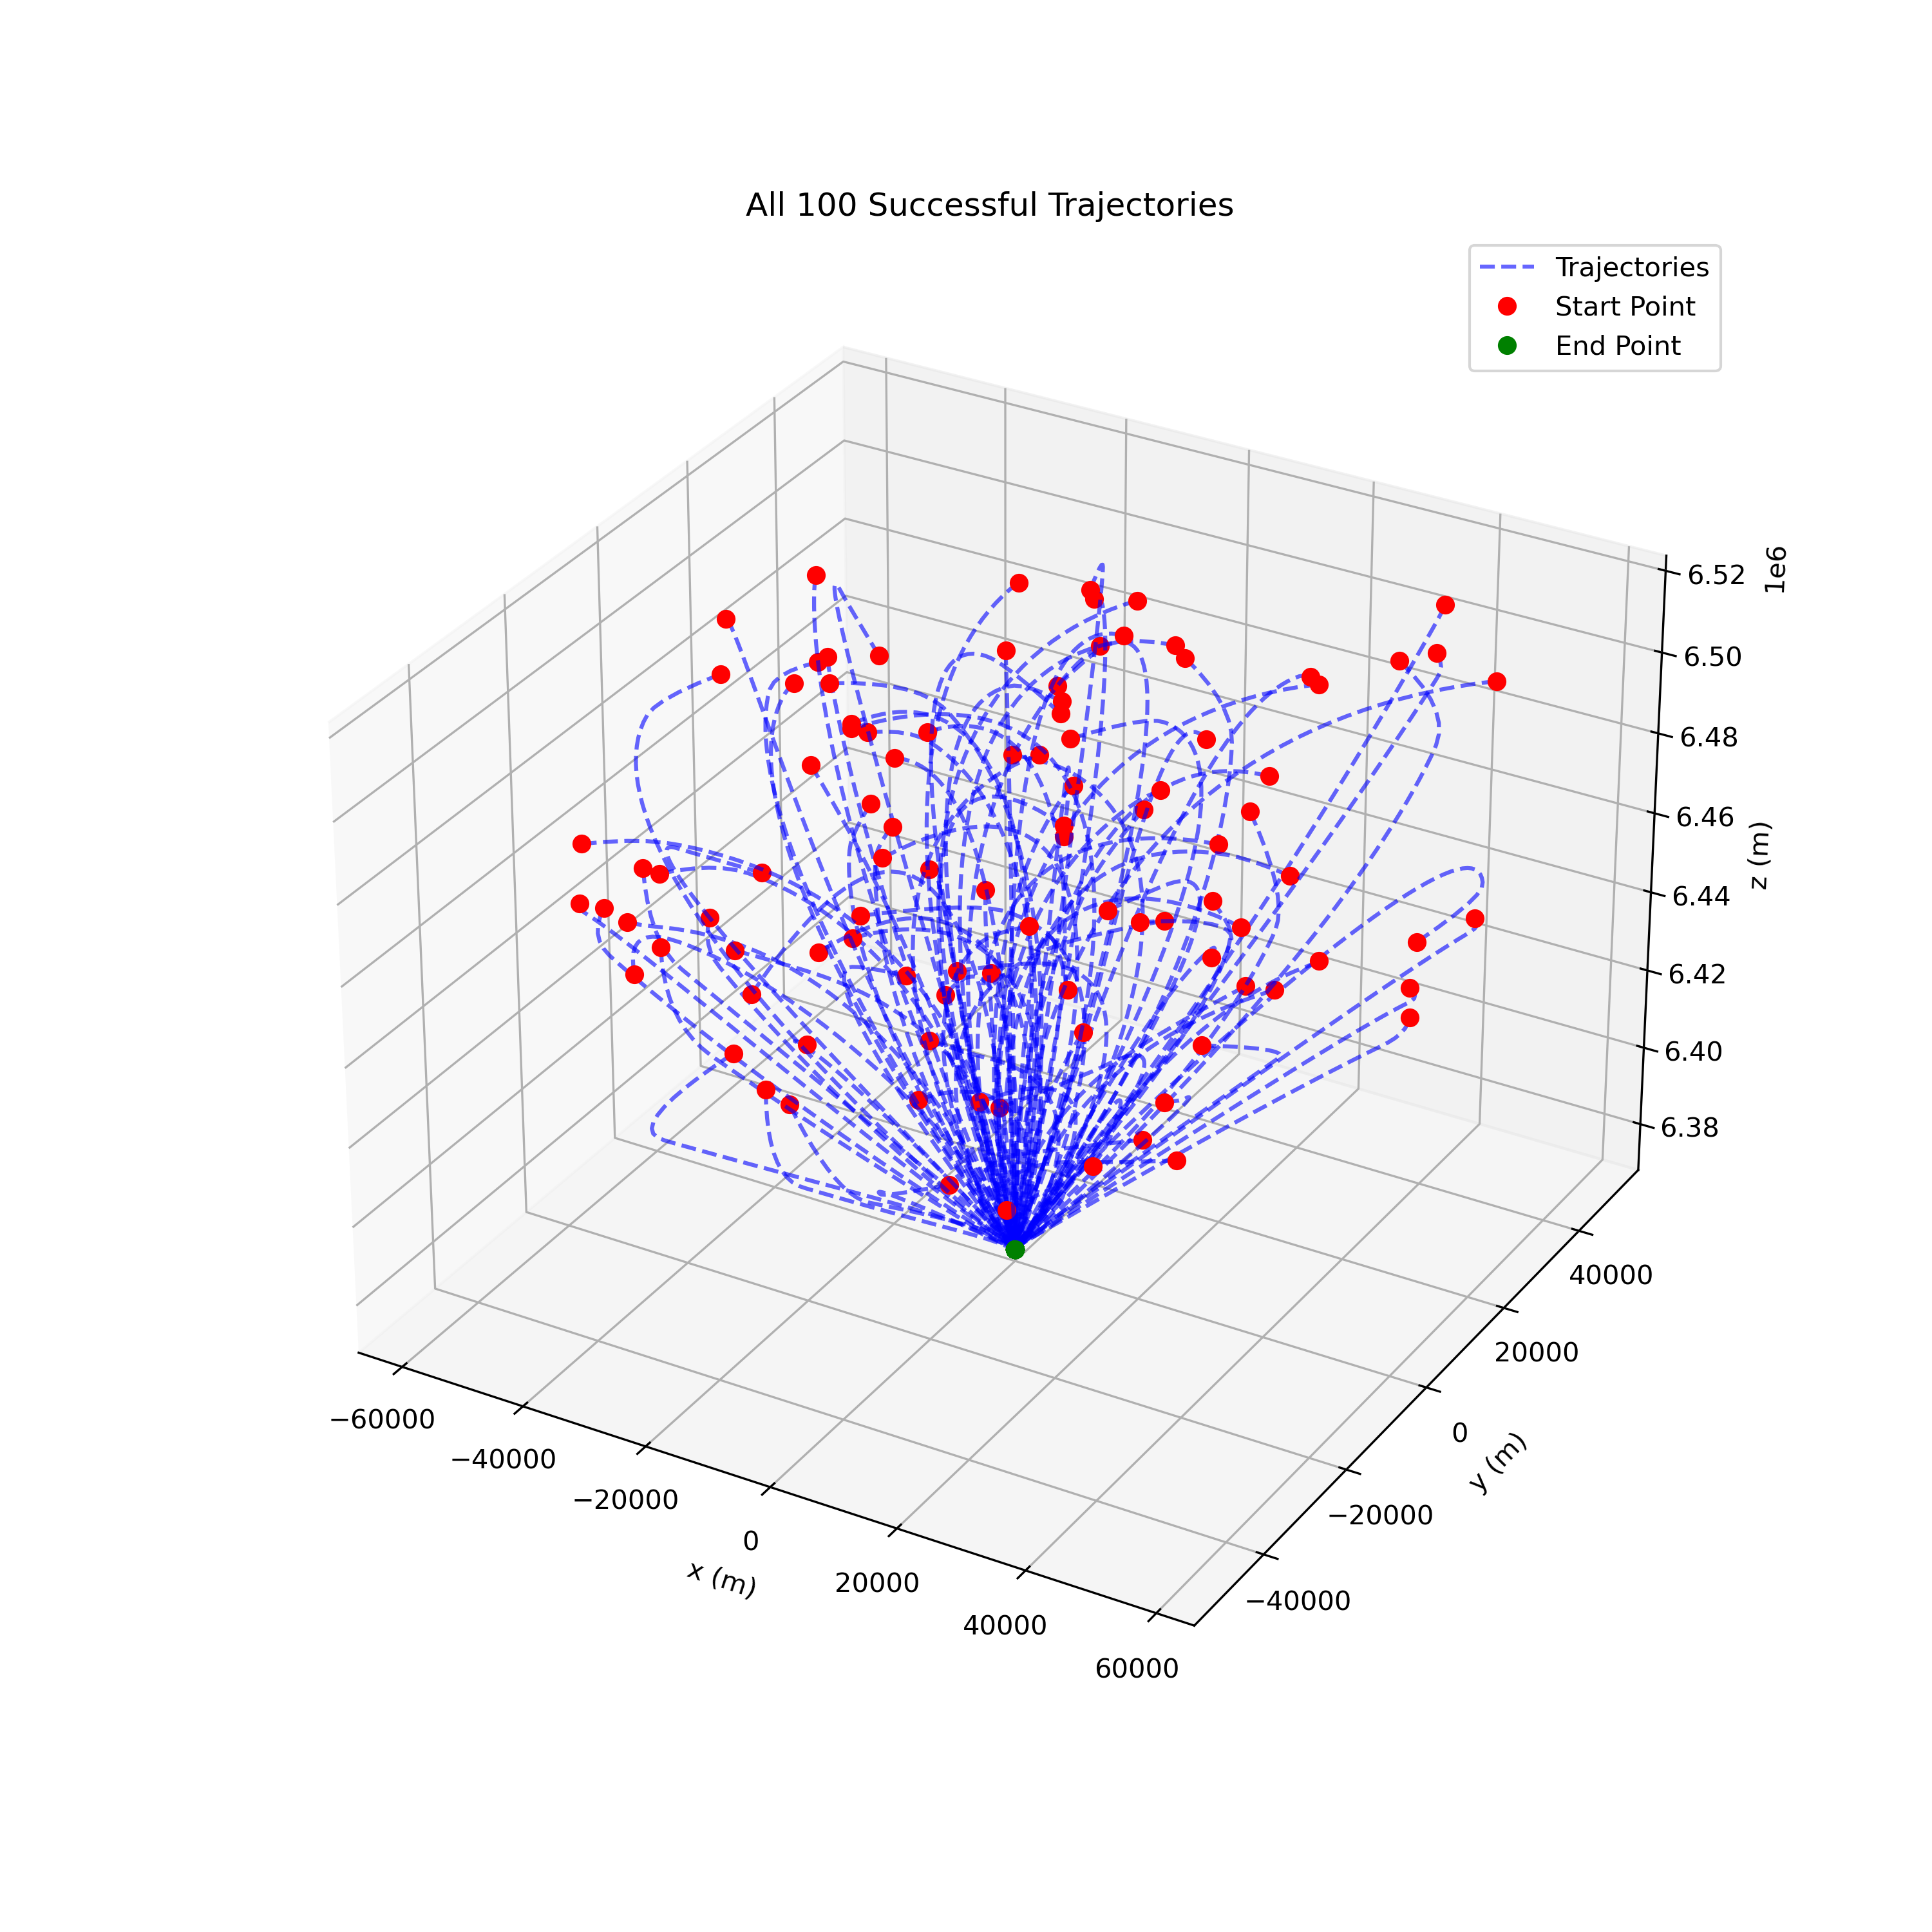 All 100 Successful Trajectories
Trajectories
Start Point
End Point
1e6
6.52
6.50
6.48
6.46
6.44
6.42
6.40
6.38
z (m)
40000
20000
0
−20000
−40000
y (m)
−60000
−40000
−20000
0
20000
40000
60000
x (m)